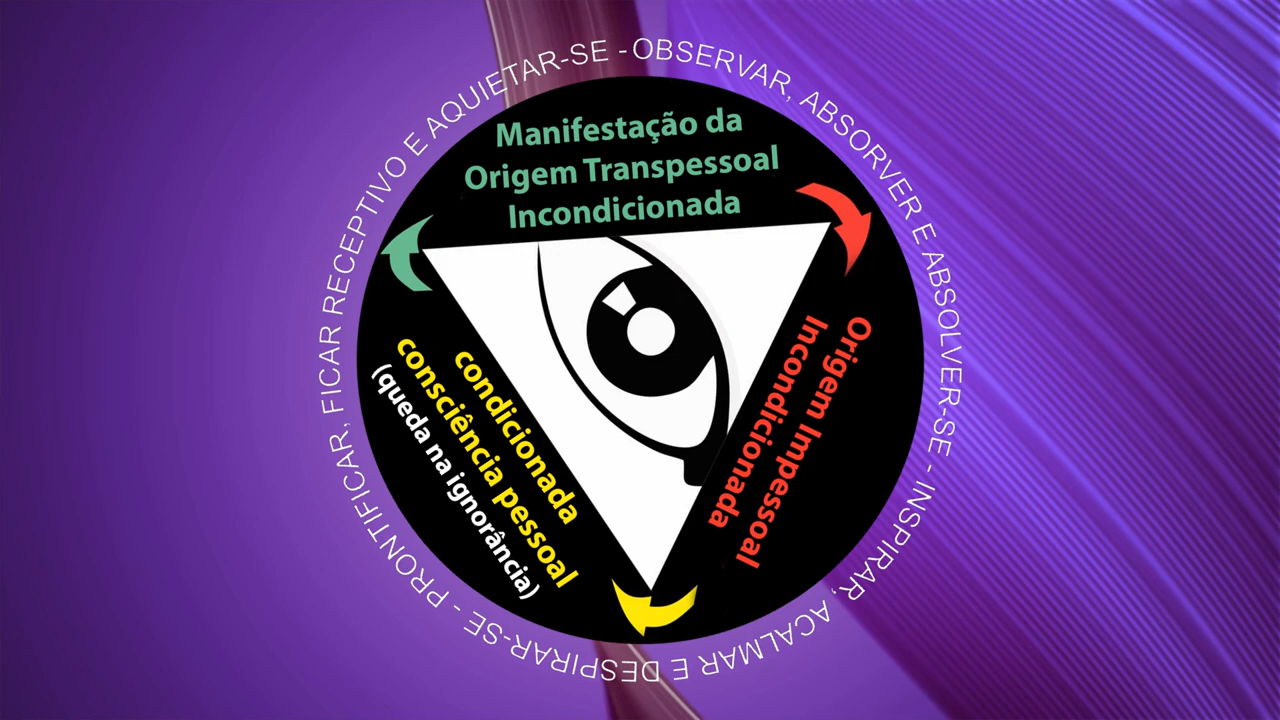 OBSERVAR, ABSORVER E ABSOLVER-SE - INSPIRAR, ACALMAR E DESPIRAR-SE - PRONTIFICAR, FICAR RECEPTIVO E AQUIETAR-SE -
Manifestação da
Origem Transpessoal
Incondicionada
Origem Impessoal
Incondicionada
condicionada
consciência pessoal
(queda na ignorância)